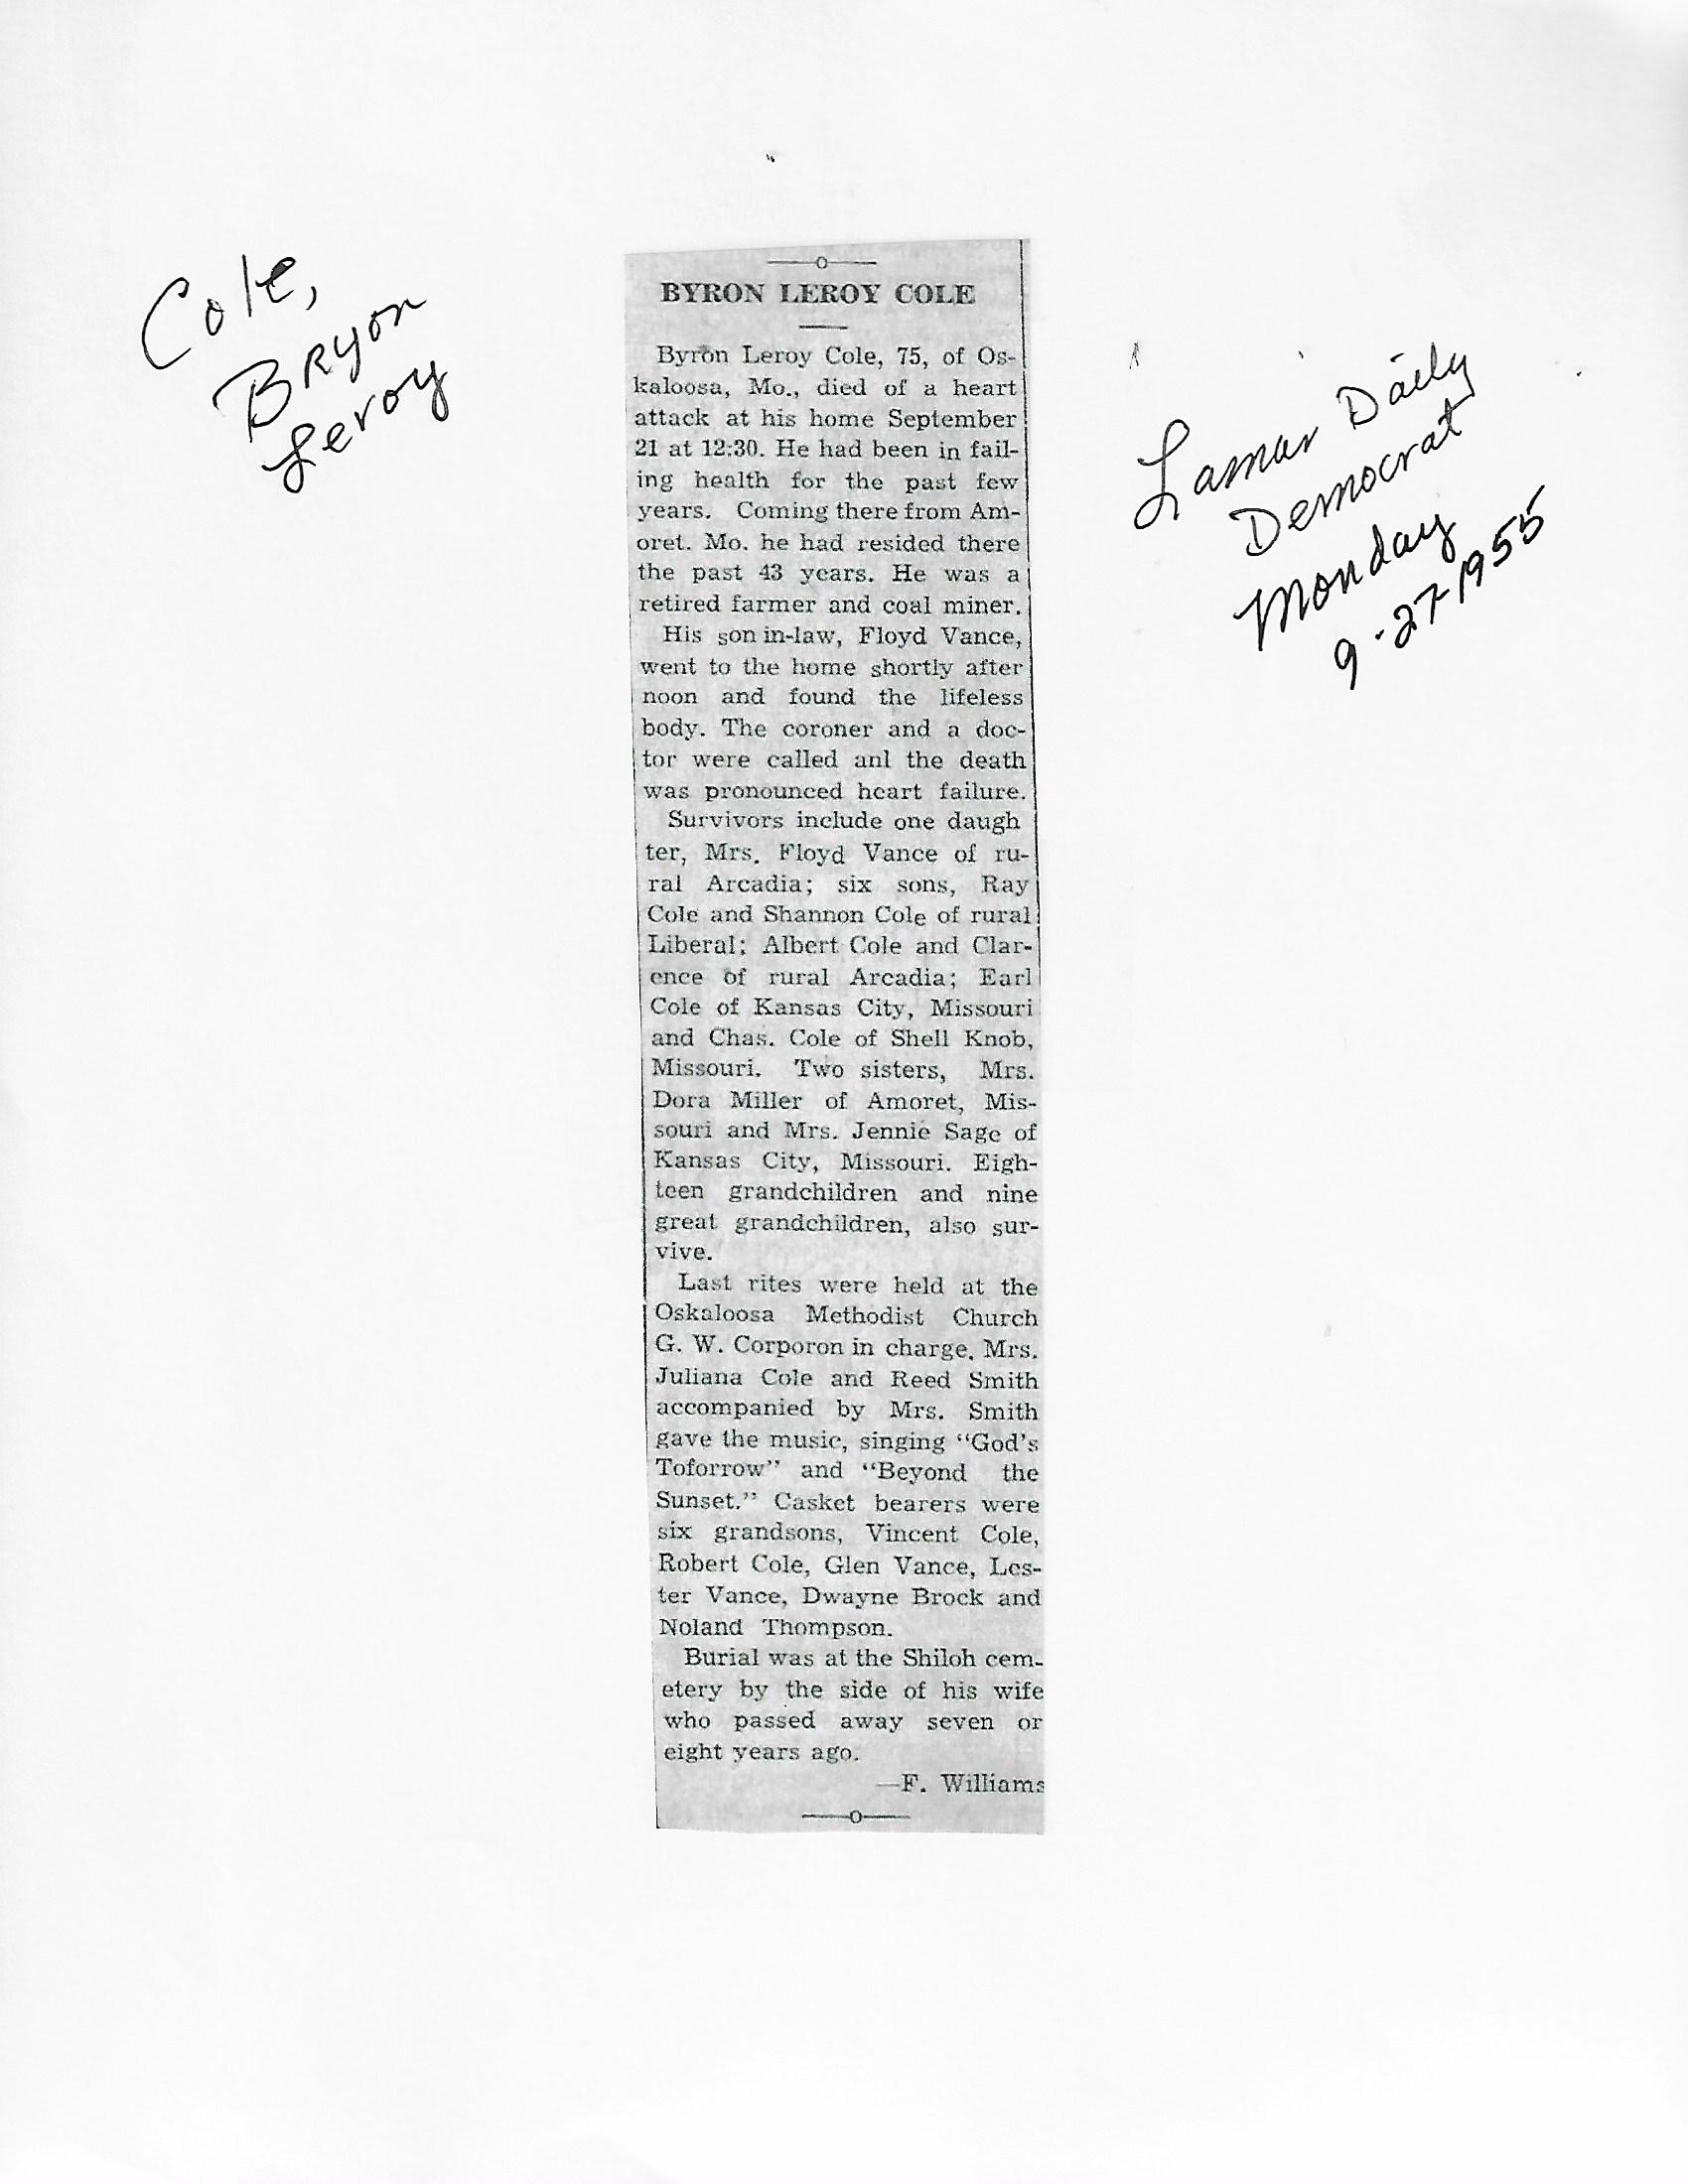 Cole,
Bryon
Leroy
BYRON LEROY COLE
Byron Leroy Cole, 75, of Os-
kaloosa, Mo., died of a heart
attack at his home September
21 at 12:30. He had been in fail-
ing health for the past few
years. Coming there from Am-
oret. Mo. he had resided there
the past 43 years. He was a
retired farmer and coal miner.
His son in-law, Floyd Vance,
went to the home shortly after
noon and found the lifeless
body. The coroner and a doc-
tor were called anl the death
was pronounced heart failure.
Survivors include one daugh
ter, Mrs. Floyd Vance of ru-
ral Arcadia; six sons, Ray
Cole and Shannon Cole of rural
Liberal; Albert Cole and Clar-
ence of rural Arcadia; Earl
Cole of Kansas City, Missouri
and Chas. Cole of Shell Knob,
Missouri. Two sisters, Mrs.
Dora Miller of Amoret, Mis-
souri and Mrs. Jennie Sage of
Kansas City, Missouri. Eigh-
teen grandchildren and nine
great grandchildren, also sur-
vive.
Last rites were held at the
Oskaloosa Methodist Church
G. W. Corporon in charge. Mrs.
Juliana Cole and Reed Smith
accompanied by Mrs. Smith
gave the music, singing "God's
Toforrow" and "Beyond the
Sunset." Casket bearers were
six grandsons, Vincent Cole,
Robert Cole, Glen Vance, Les-
ter Vance, Dwayne Brock and
Noland Thompson.
Burial was at the Shiloh cem-
etery by the side of his wife
who passed away seven or
eight years ago.
—F. Williams
Lamar Daily
Democrat
Monday
9-27-1955